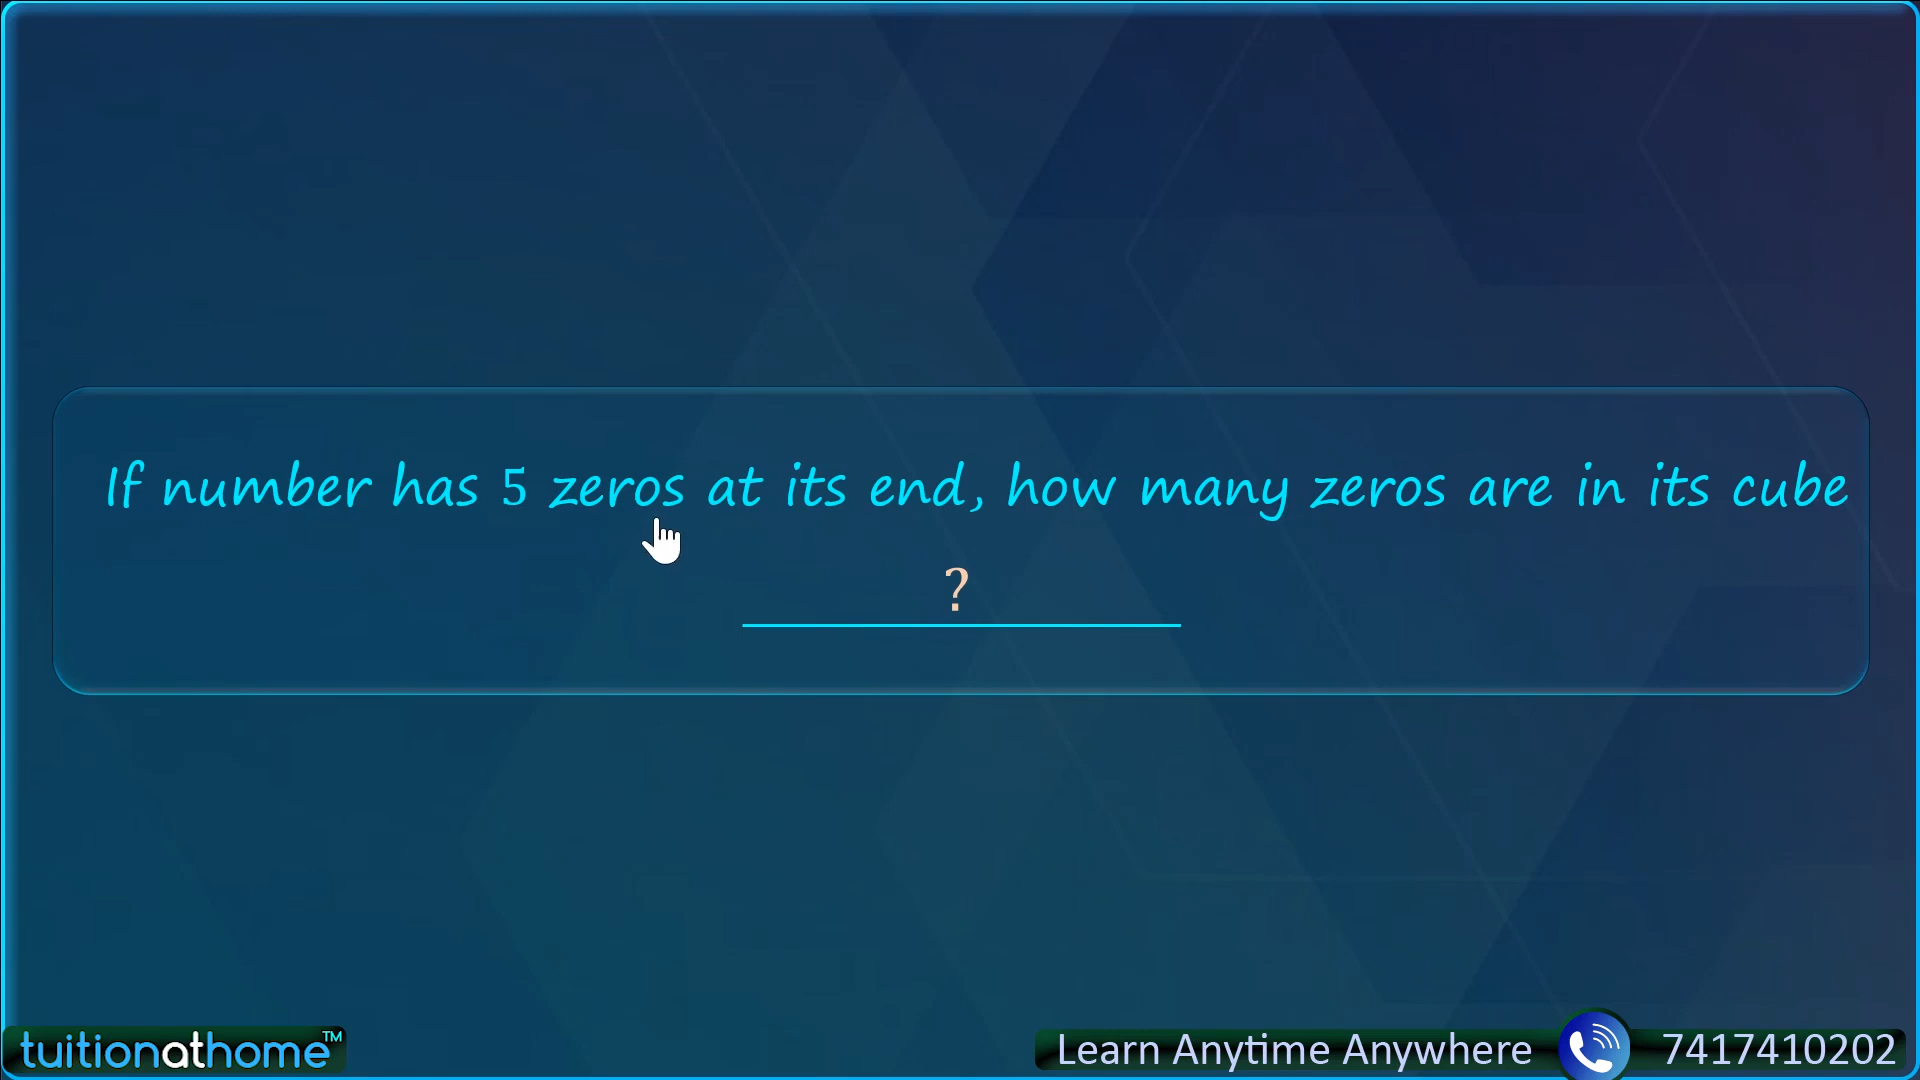 If number has 5 zeros at its end, how many zeros are in its cube
?
tuitionathome™
Learn Anytime Anywhere 7417410202